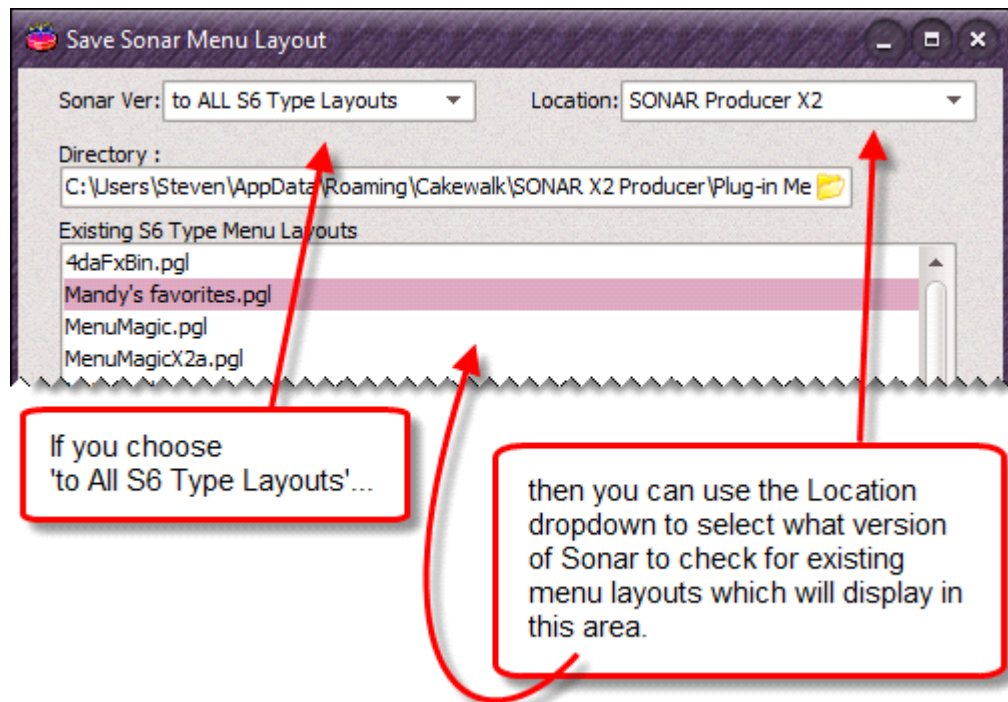 Save Sonar Menu Layout
Sonar Ver: to ALL S6 Type Layouts
Location: SONAR Producer X2
Directory :
C:\Users\Steven\AppData\Roaming\Cakewalk\SONAR X2 Producer\Plug-in Me
Existing S6 Type Menu Layouts
4daFxBin.pgl
Mandy's favorites.pgl
MenuMagic.pgl
MenuMagicX2a.pgl
If you choose
'to All S6 Type Layouts'...
then you can use the Location
dropdown to select what version
of Sonar to check for existing
menu layouts which will display in
this area.